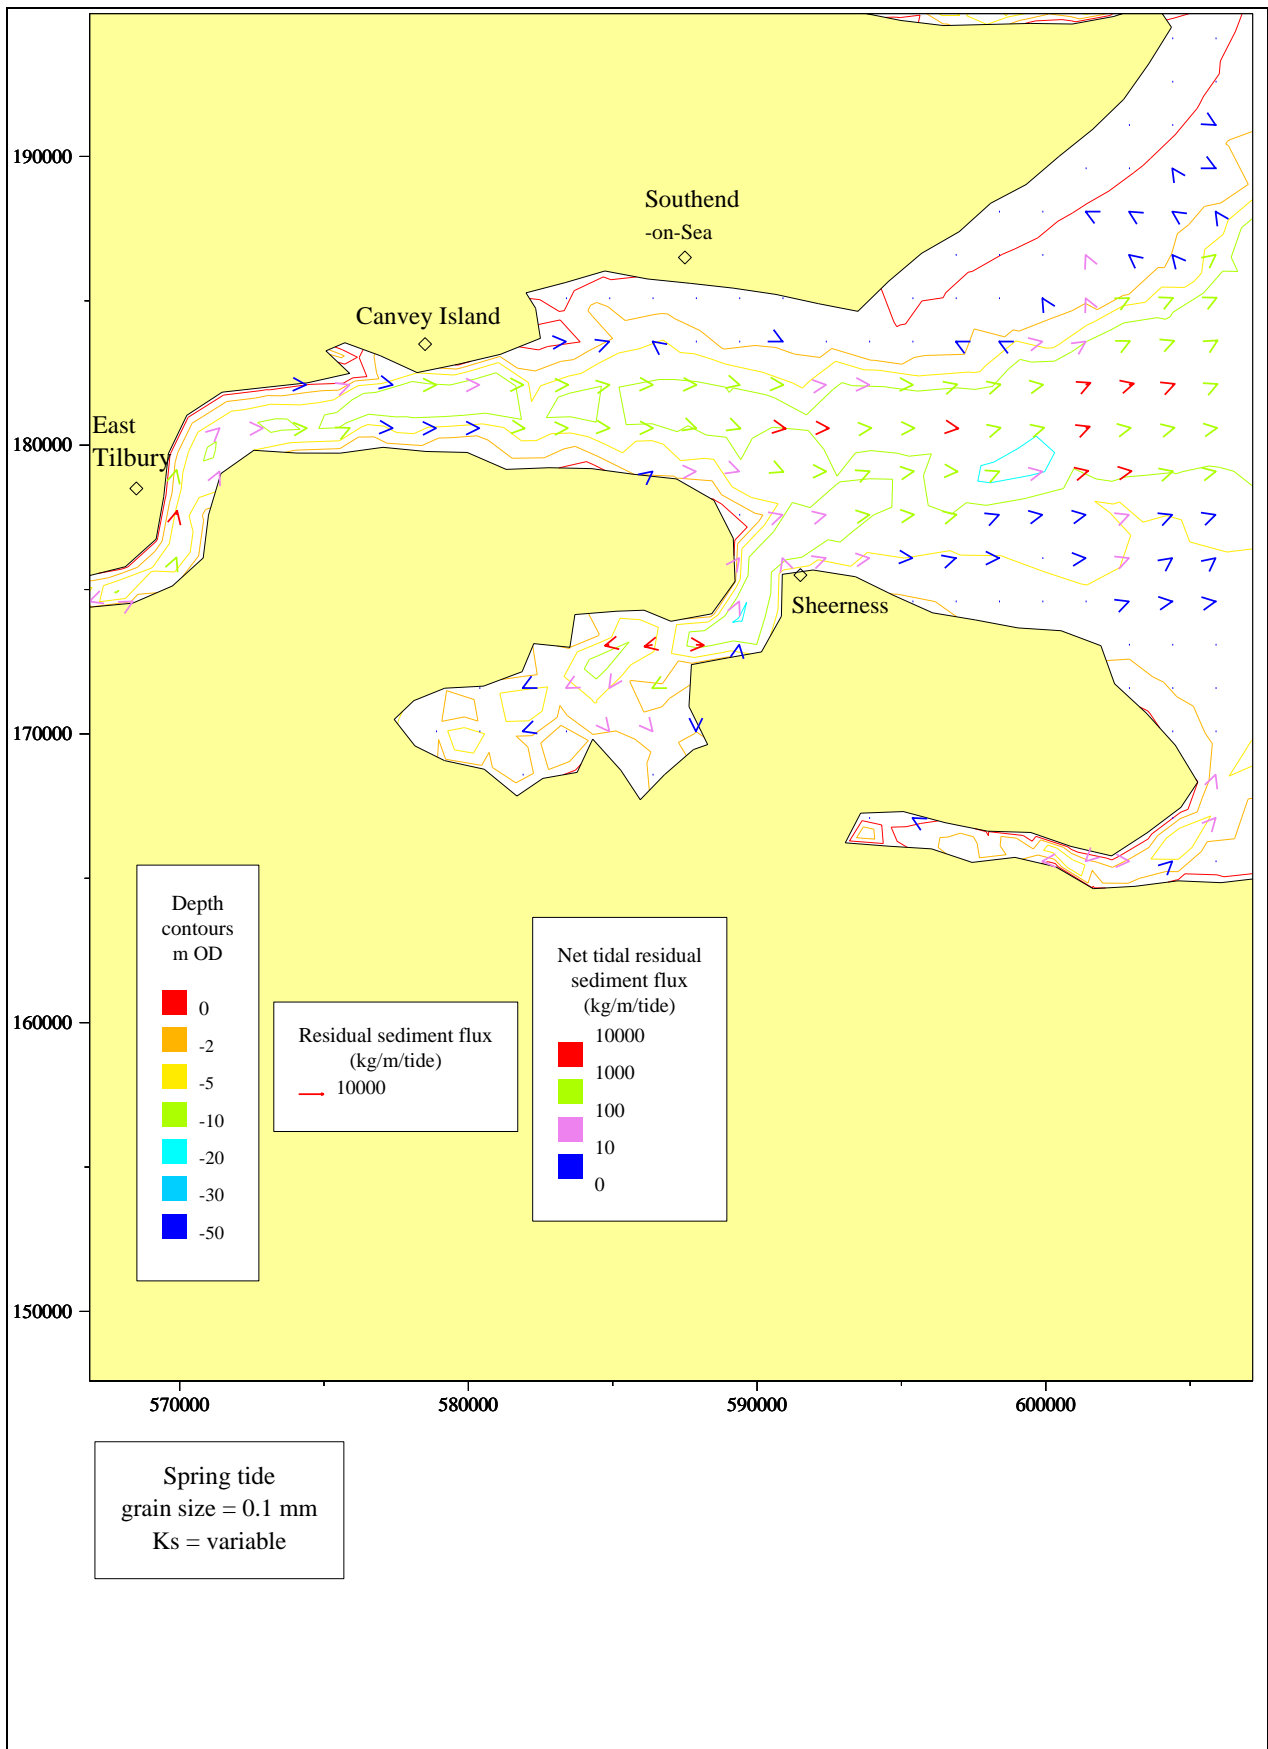 190000
180000
170000
160000
150000
Southend
-on-Sea
Canvey Island
East
Tilbury
Sheerness
Depth
contours
m OD
0
-2
-5
-10
-20
-30
-50
Residual sediment flux
(kg/m/tide)
10000
Net tidal residual
sediment flux
(kg/m/tide)
10000
1000
100
10
0
570000
580000
590000
600000
Spring tide
grain size = 0.1 mm
Ks = variable